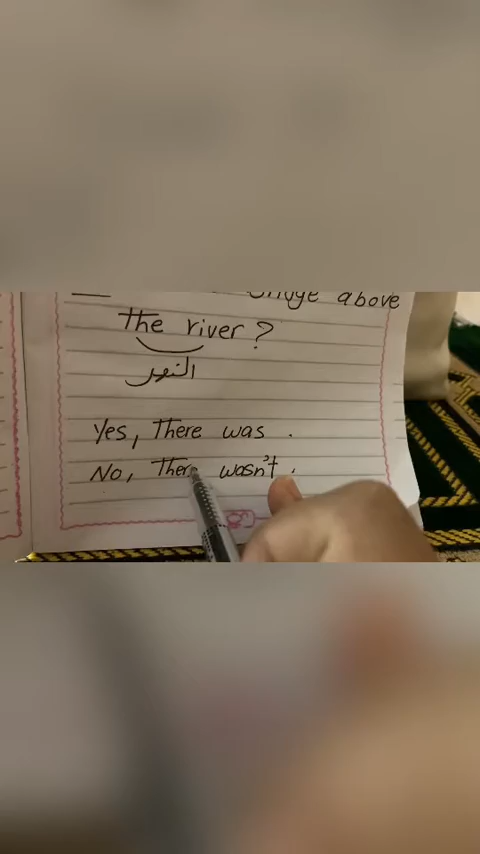 above
the river?
النهر
Yes, There was .
No, There wasn't .